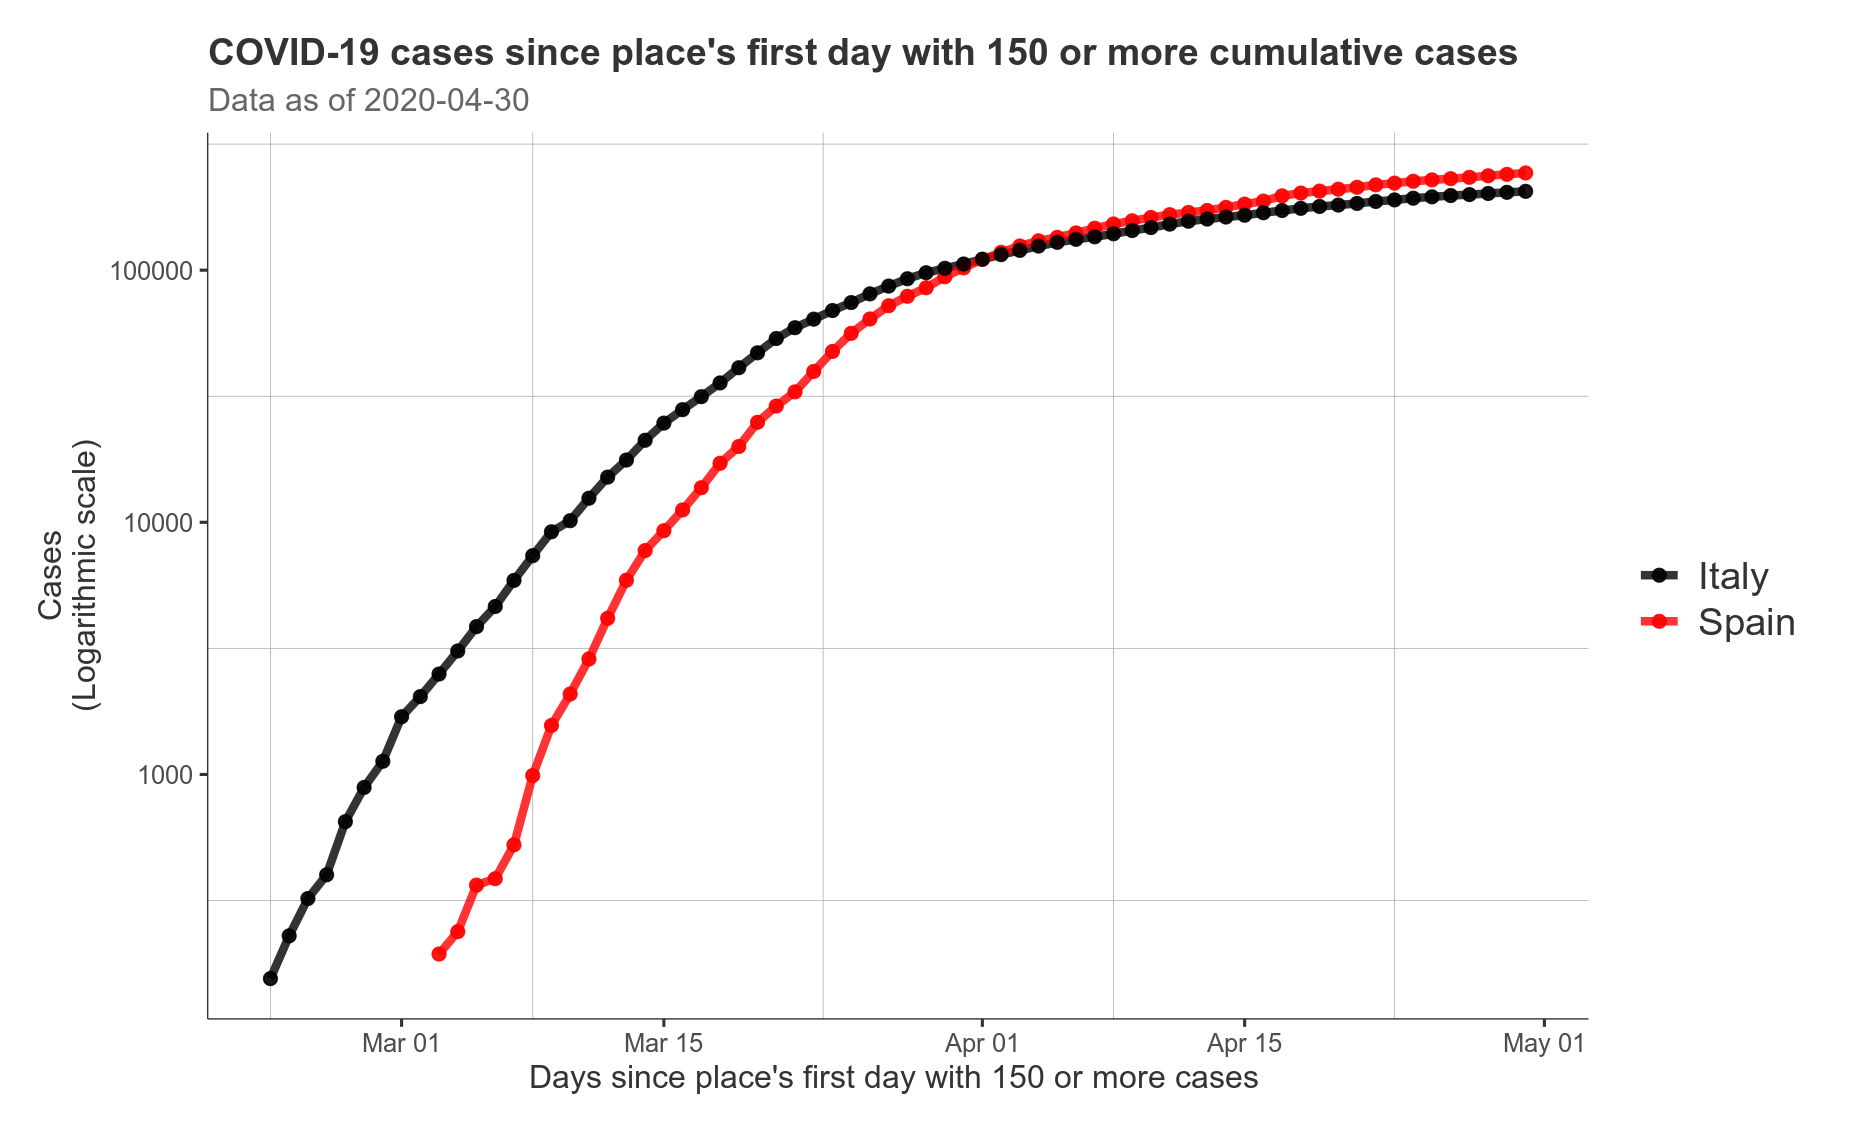 COVID-19 cases since place's first day with 150 or more cumulative cases
Data as of 2020-04-30
100000
10000
1000
Cases
(Logarithmic scale)
Italy
Spain
Mar 01
Mar 15
Apr 01
Apr 15
May 01
Days since place's first day with 150 or more cases